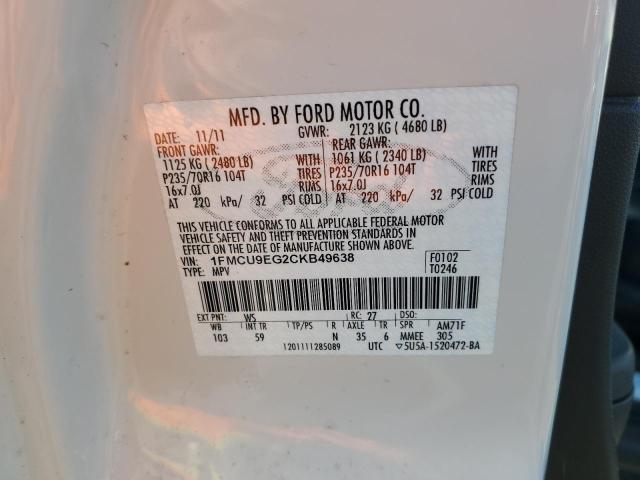 MFD. BY FORD MOTOR CO.
DATE: 11/11 GVWR: 2123 KG ( 4680 LB)
FRONT GAWR: REAR GAWR:
1125 KG ( 2480 LB) WITH 1061 KG ( 2340 LB) WITH
P235/70R16 104T TIRES P235/70R16 104T TIRES
16x7.0J RIMS 16x7.0J RIMS
AT 220 kPa/ 32 PSI COLD AT 220 kPa/ 32 PSI COLD
THIS VEHICLE CONFORMS TO ALL APPLICABLE FEDERAL MOTOR
VEHICLE SAFETY AND THEFT PREVENTION STANDARDS IN
EFFECT ON THE DATE OF MANUFACTURE SHOWN ABOVE.
VIN: 1FMCU9EG2CKB49638 F0102
TYPE: MPV T0246
EXT PNT: WS RC: 27 DSO:
WB INT TR TP/PS R AXLE TR SPR AM71F
103 59 N 35 6 MMEE 305
1201111285089 UTC ▽5U5A-1520472-BA
Ford